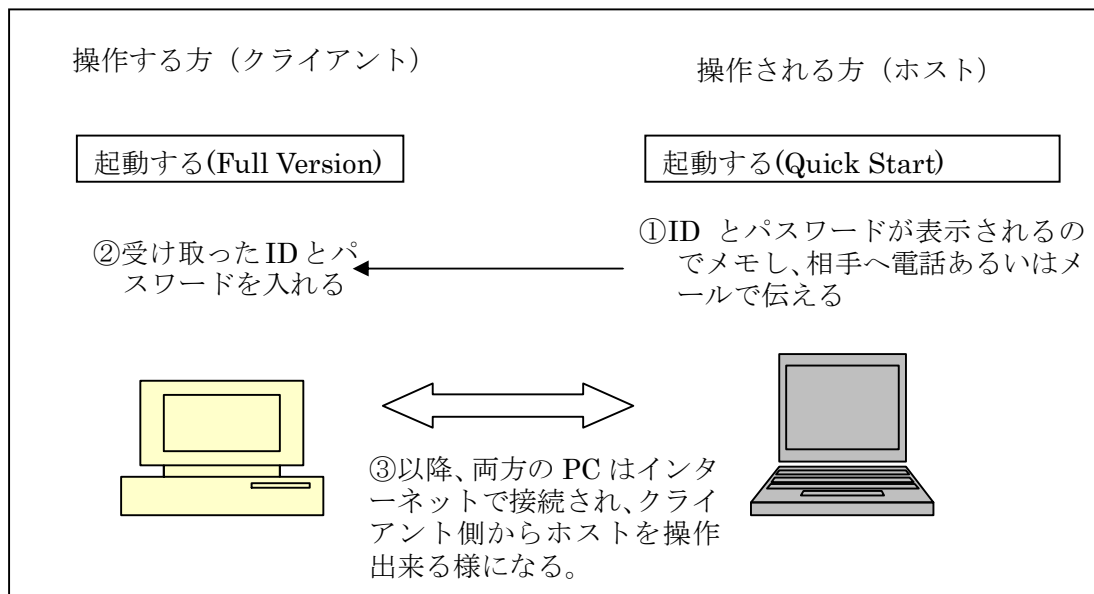 操作する方（クライアント）
操作される方（ホスト）
起動する(Full Version)
起動する(Quick Start)
①ID とパスワードが表示されるの
でメモし、相手へ電話あるいはメ
ールで伝える
②受け取った ID とパ
スワードを入れる
③以降、両方の PC はインタ
ーネットで接続され、クライ
アント側からホストを操作
出来る様になる。